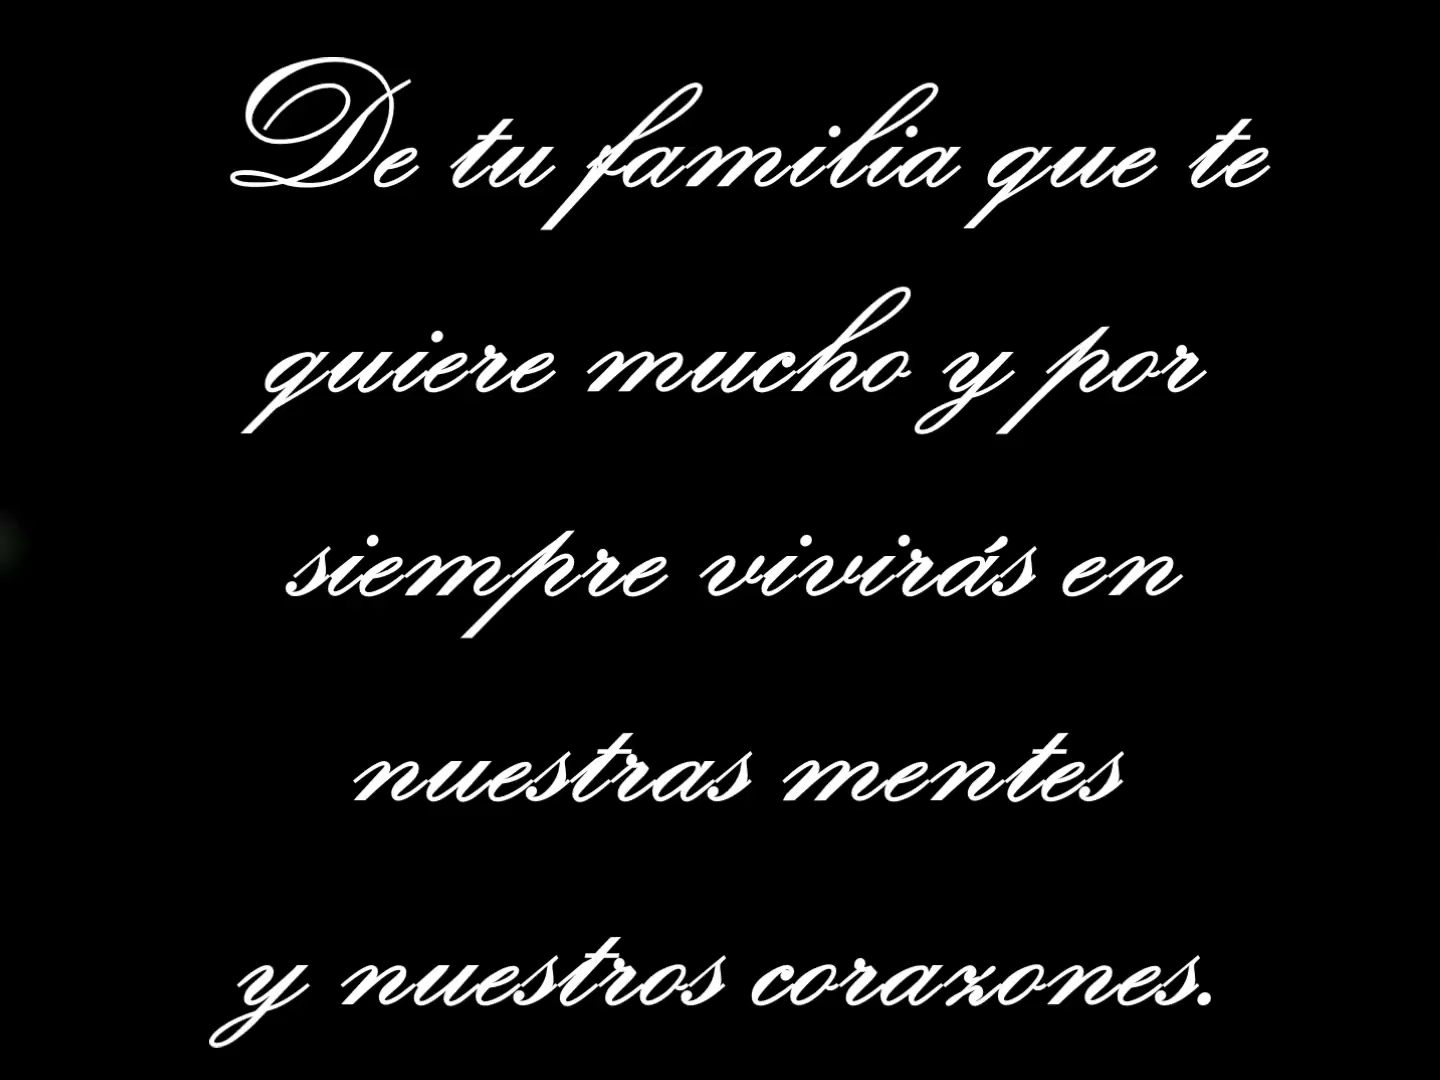 De tu familia que te
quiere mucho y por
siempre vivirás en
nuestras mentes
y nuestros corazones.